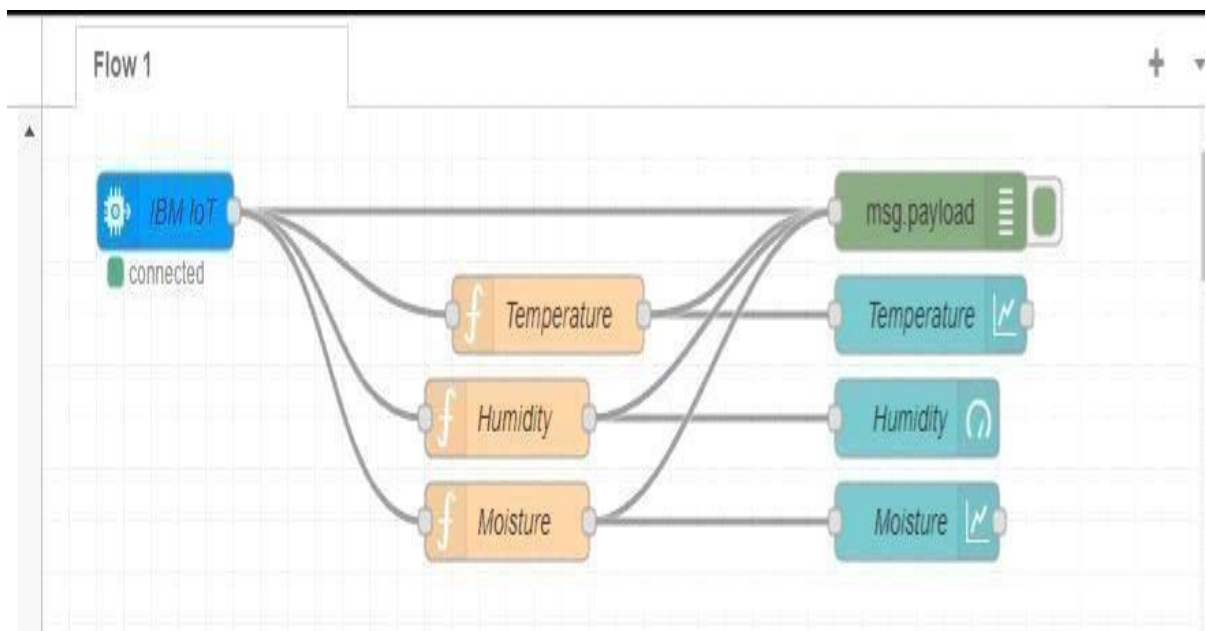 Flow 1
IBM IoT
msg.payload
connected
Temperature
Temperature
Humidity
Humidity
Moisture
Moisture